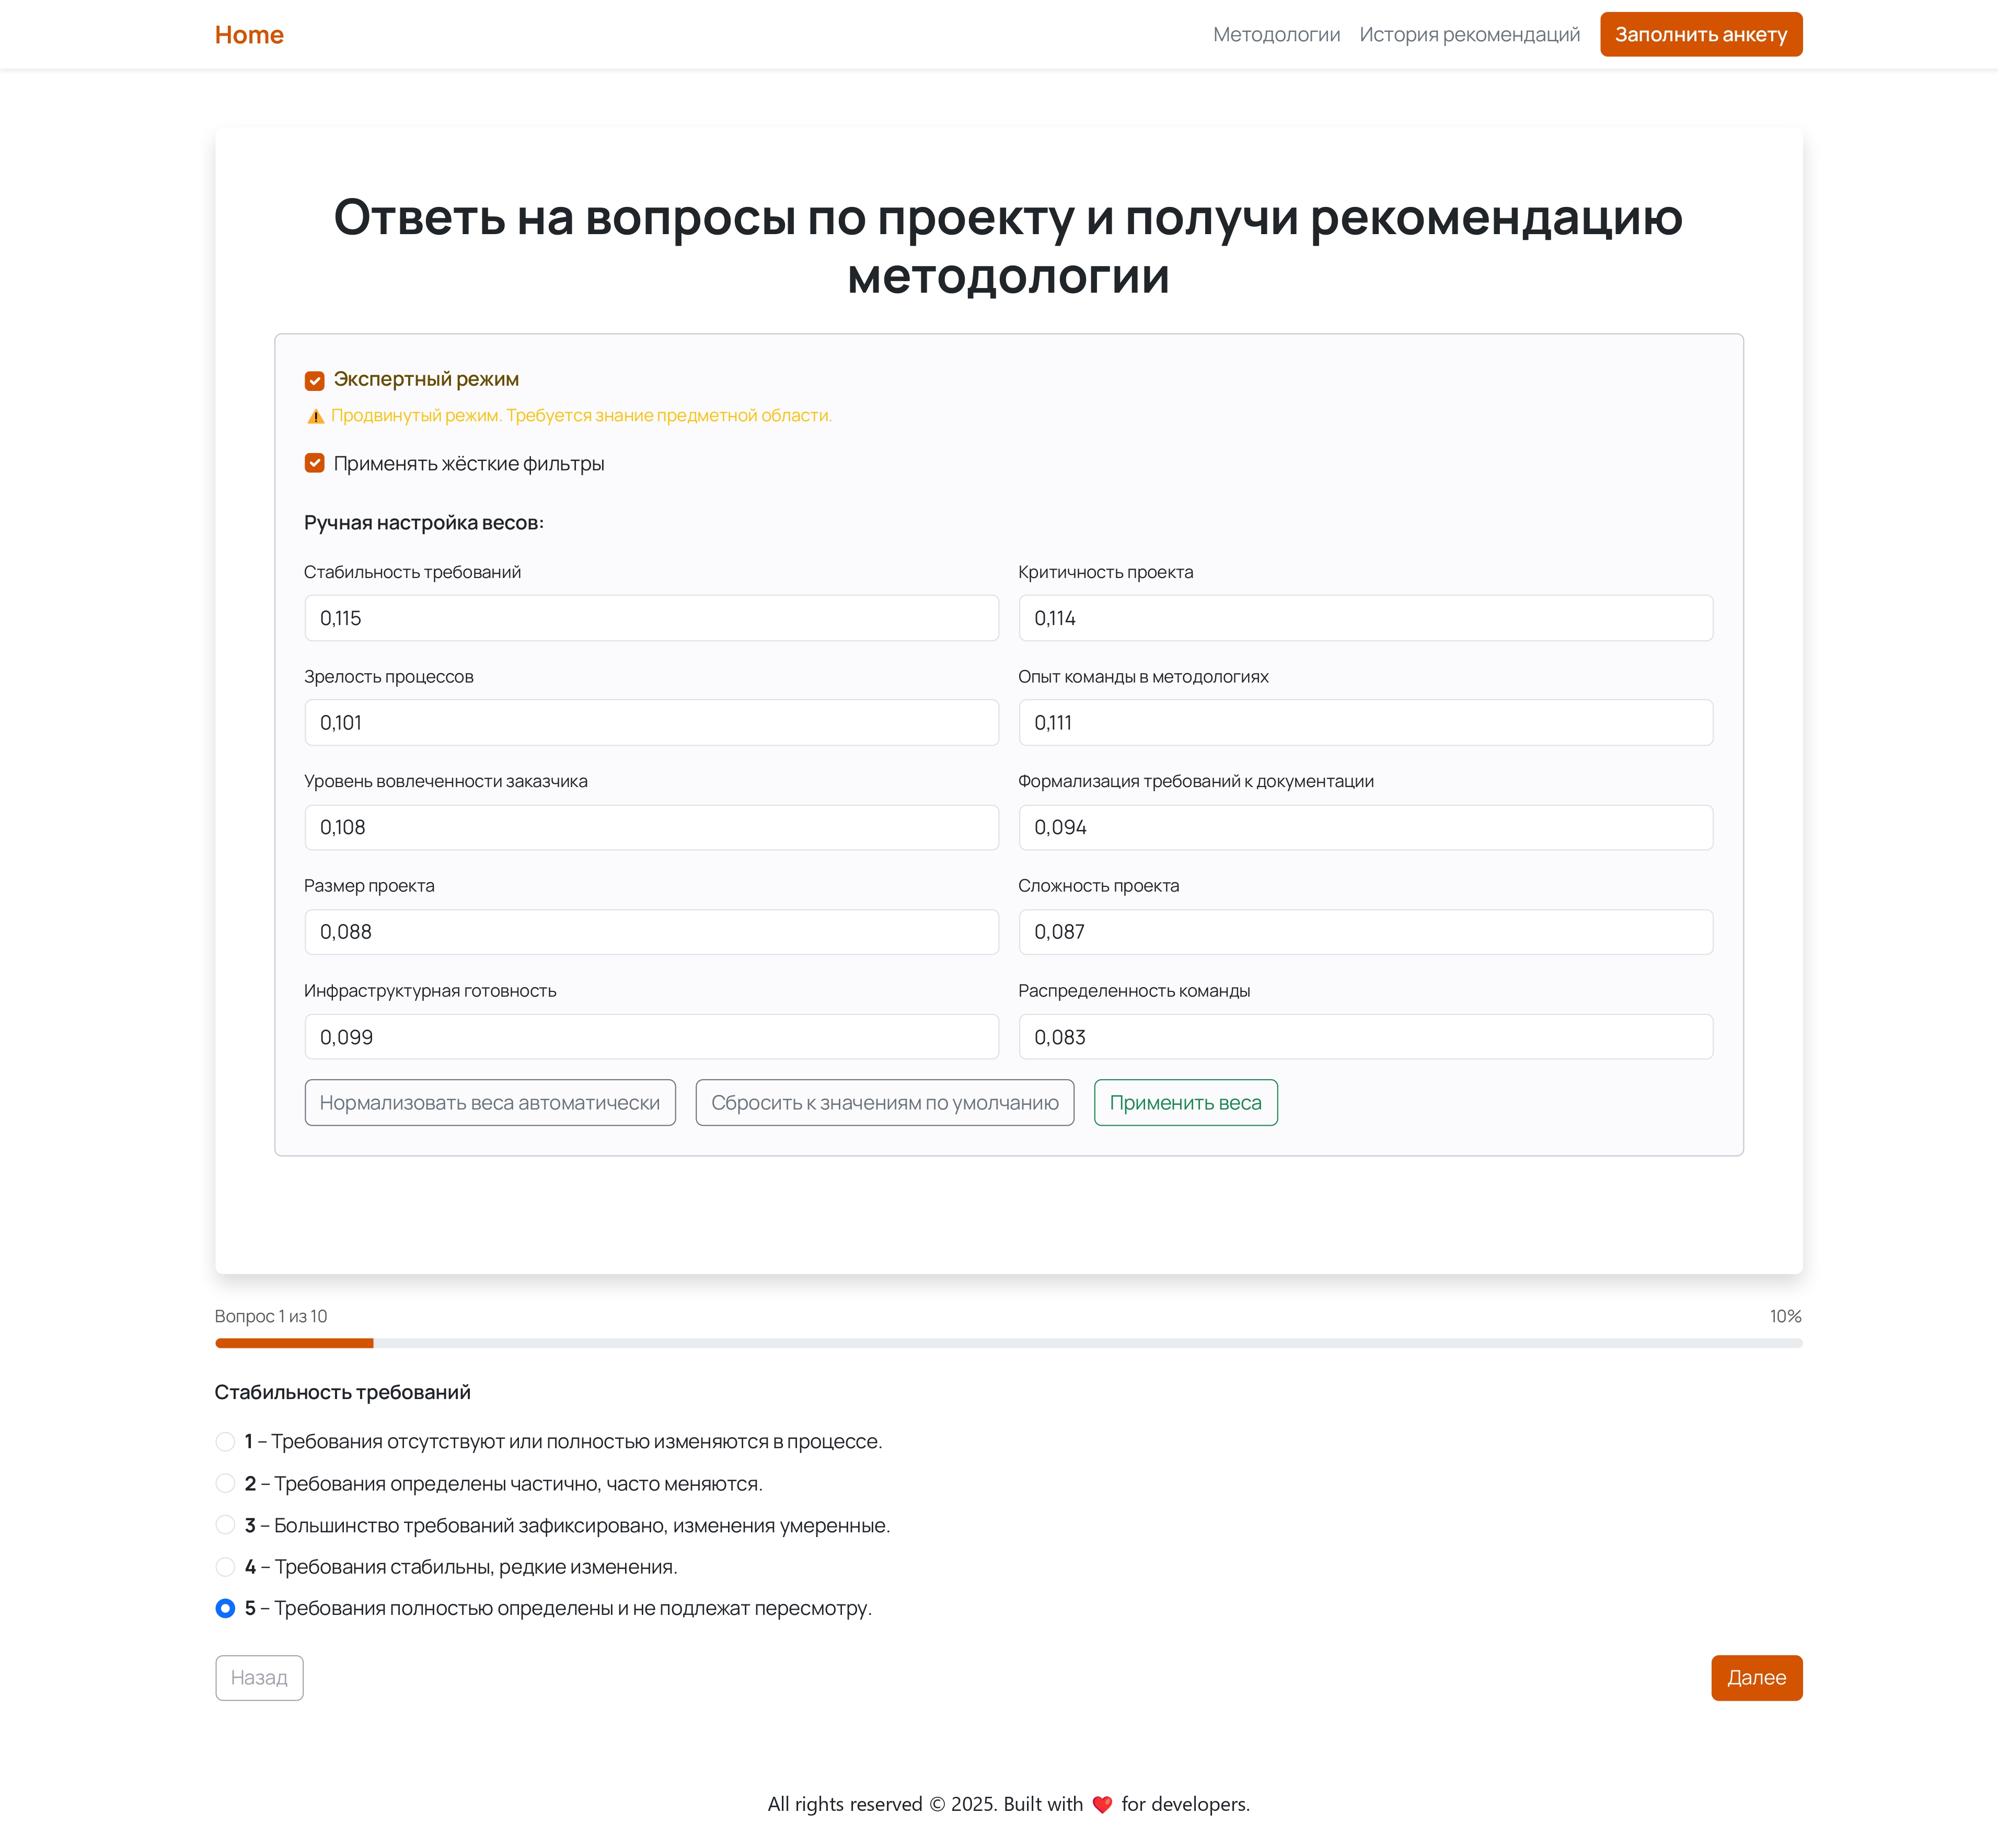 Home
Методологии
История рекомендаций
Заполнить анкету
Ответь на вопросы по проекту и получи рекомендацию
методологии
Экспертный режим
⚠️ Продвинутый режим. Требуется знание предметной области.
Применять жёсткие фильтры
Ручная настройка весов:
Стабильность требований
0,115
Критичность проекта
0,114
Зрелость процессов
0,101
Опыт команды в методологиях
0,111
Уровень вовлеченности заказчика
0,108
Формализация требований к документации
0,094
Размер проекта
0,088
Сложность проекта
0,087
Инфраструктурная готовность
0,099
Распределенность команды
0,083
Нормализовать веса автоматически
Сбросить к значениям по умолчанию
Применить веса
Вопрос 1 из 10
10%
Стабильность требований
1 – Требования отсутствуют или полностью изменяются в процессе.
2 – Требования определены частично, часто меняются.
3 – Большинство требований зафиксировано, изменения умеренные.
4 – Требования стабильны, редкие изменения.
5 – Требования полностью определены и не подлежат пересмотру.
Назад
Далее
All rights reserved © 2025. Built with ❤️ for developers.